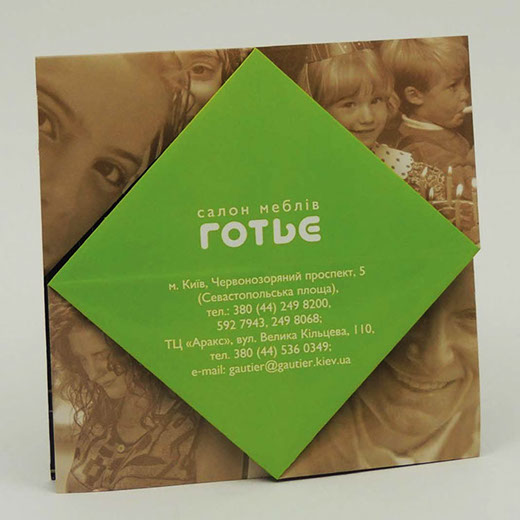 салон меблів
ГОТЬЕ
м. Київ, Червонозоряний проспект, 5
(Севастопольська площа),
тел.: 380 (44) 249 8200,
592 7943, 249 8068;
ТЦ «Аракс», вул. Велика Кільцева, 110,
тел. 380 (44) 536 0349;
e-mail: gautier@gautier.kiev.ua